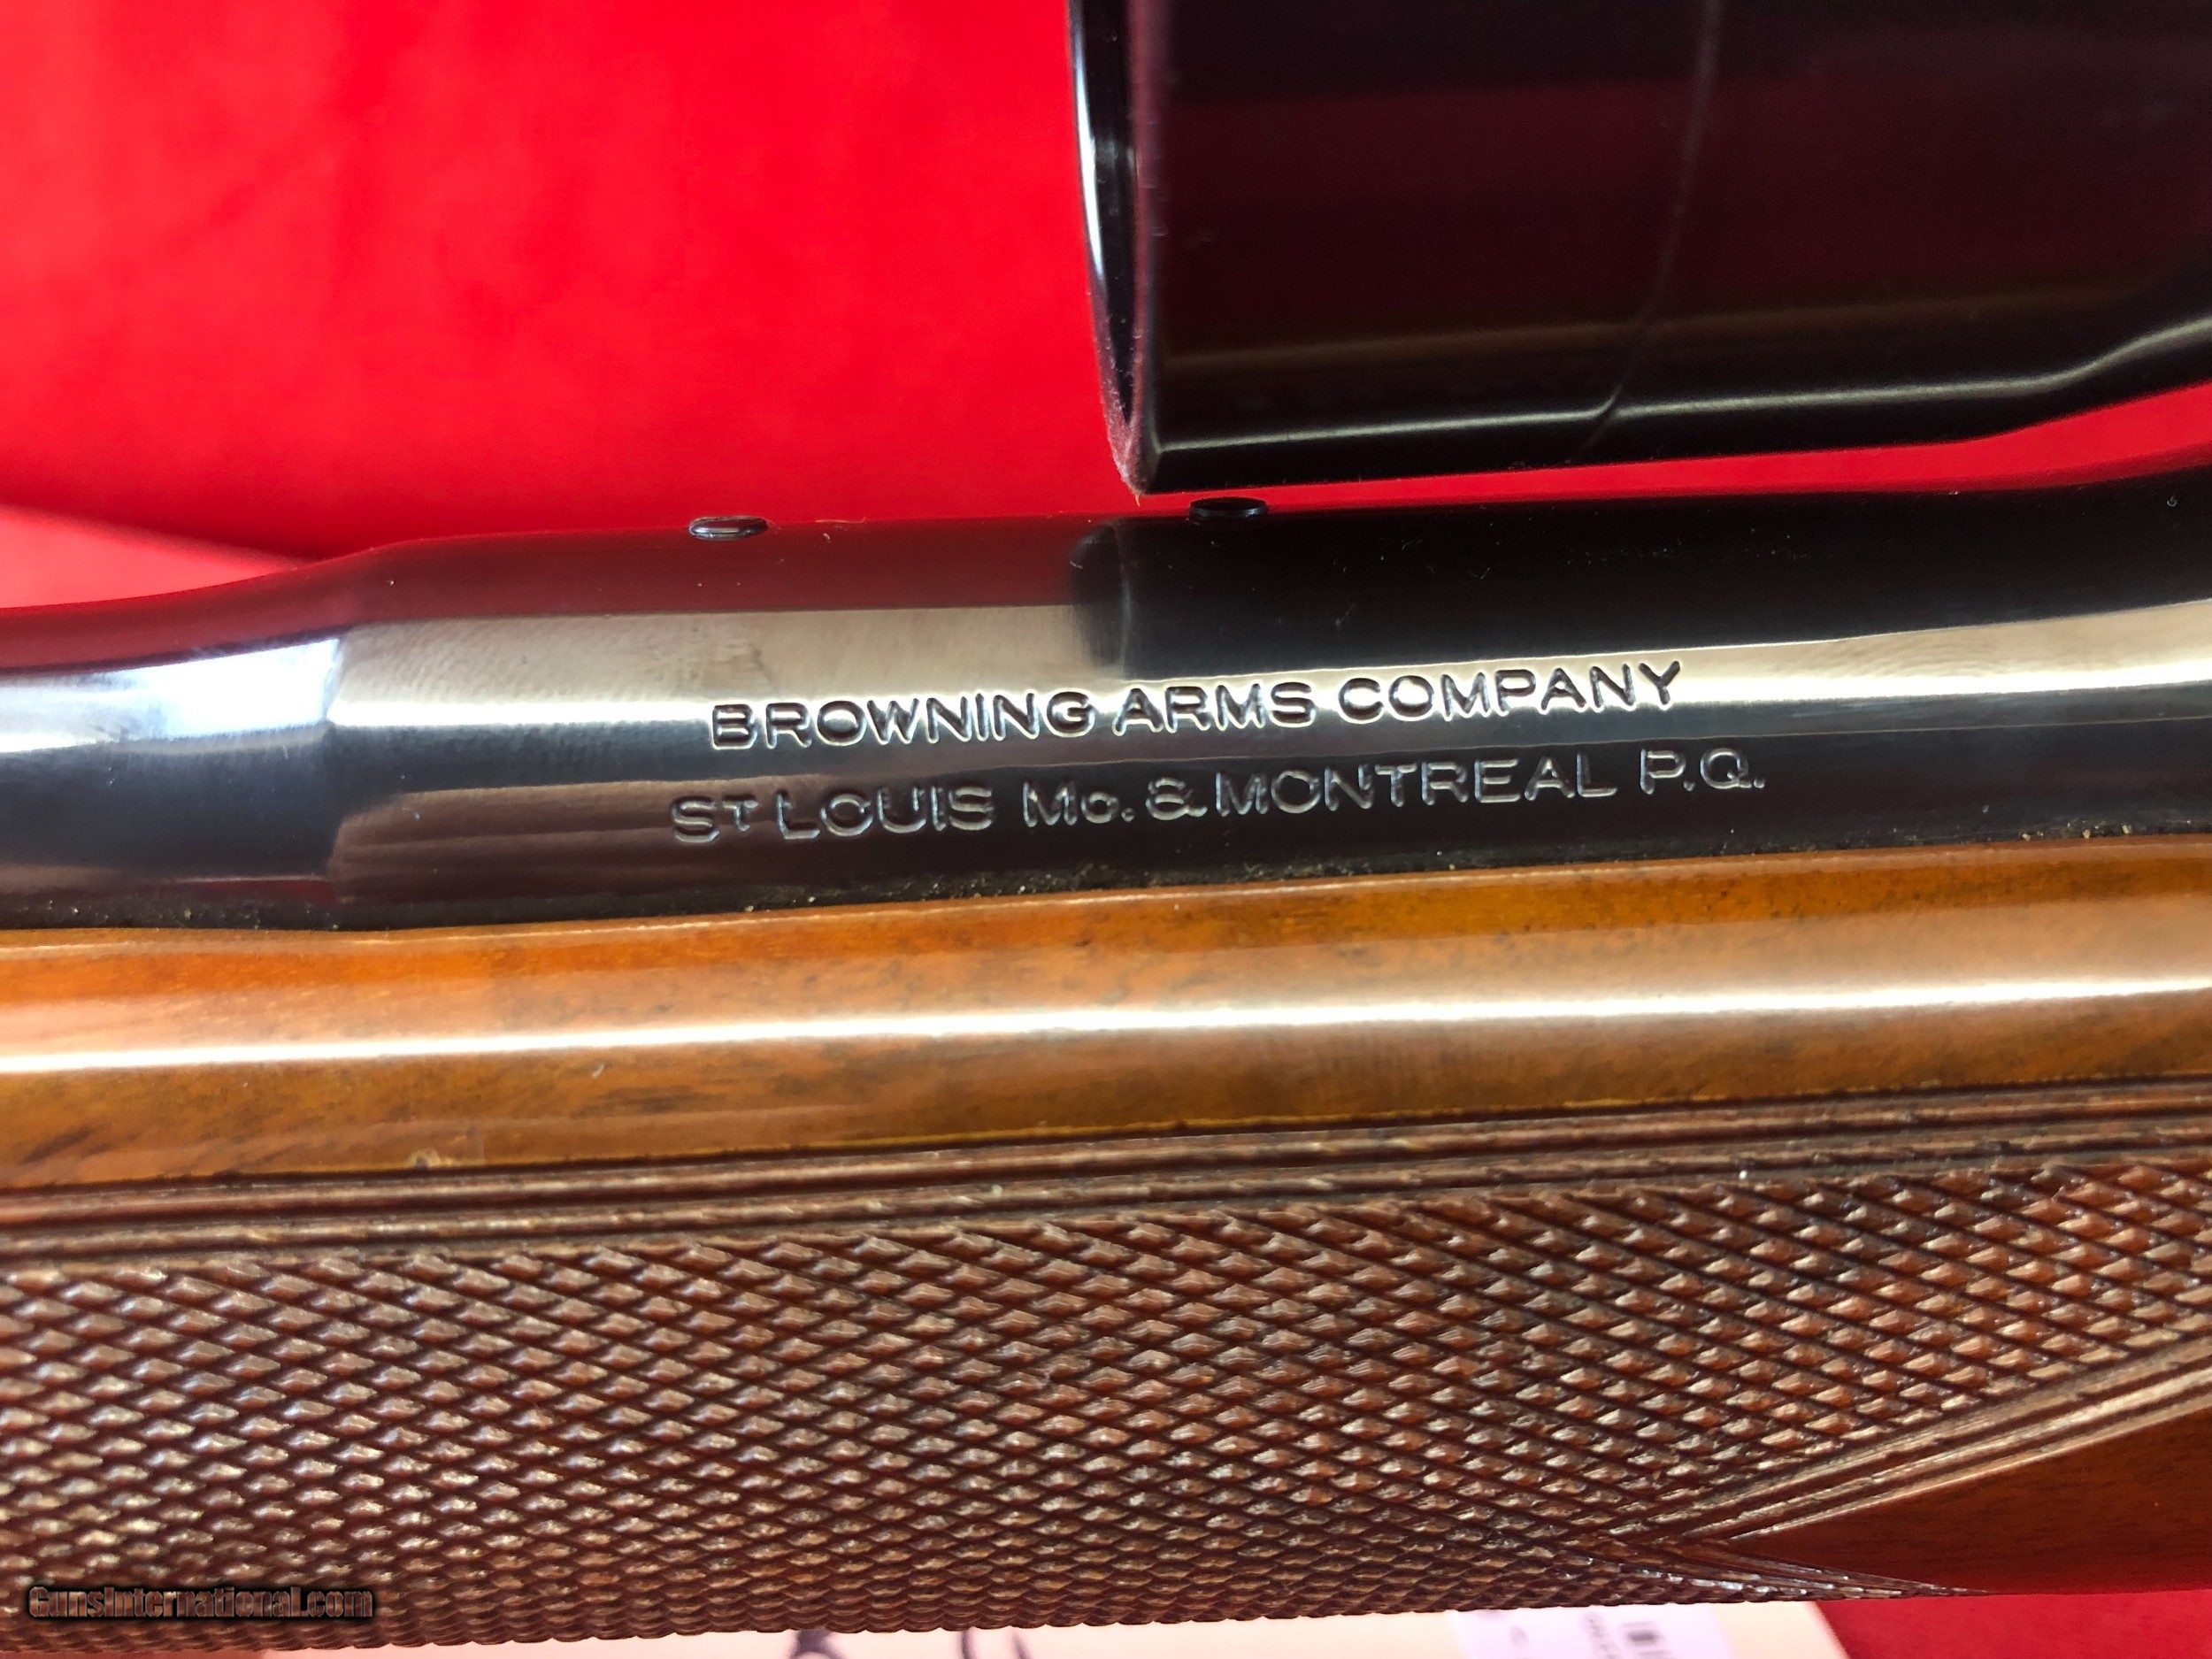 BROWNING ARMS COMPANY
ST LOUIS Mo. & MONTREAL P.Q.
GunsInternational.com